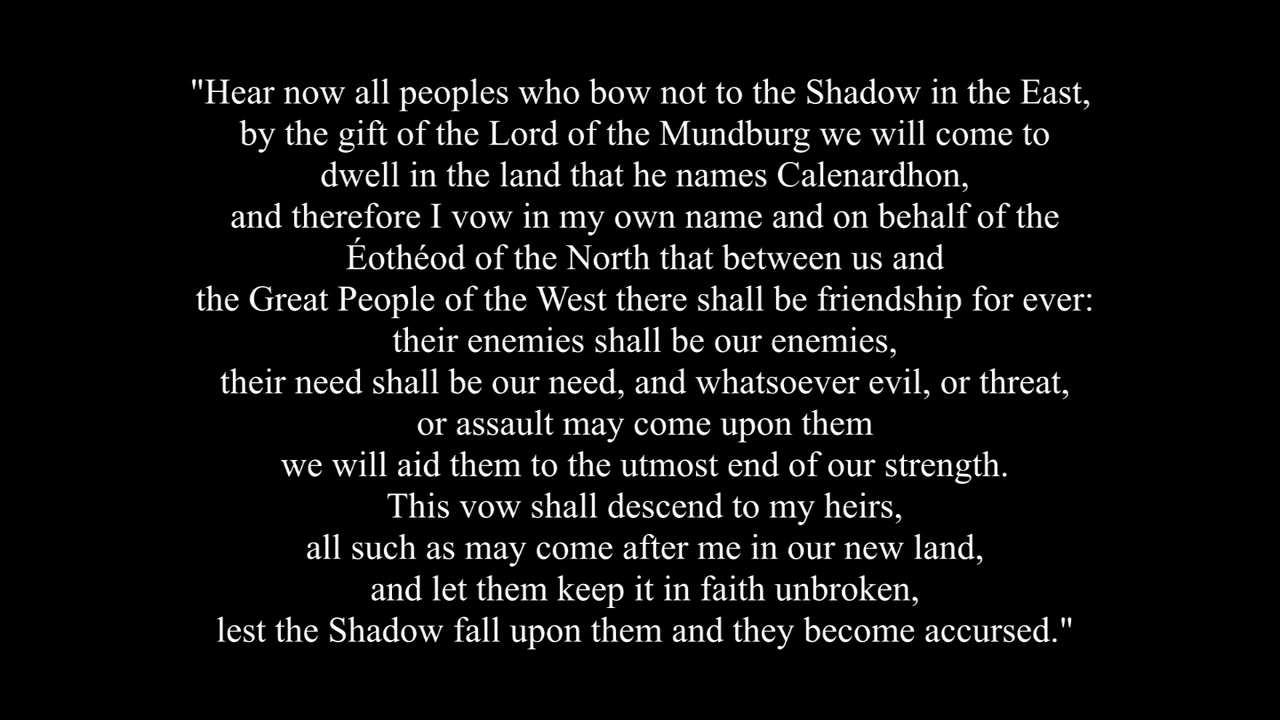 "Hear now all peoples who bow not to the Shadow in the East,
by the gift of the Lord of the Mundburg we will come to
dwell in the land that he names Calenardhon,
and therefore I vow in my own name and on behalf of the
Éothéod of the North that between us and
the Great People of the West there shall be friendship for ever:
their enemies shall be our enemies,
their need shall be our need, and whatsoever evil, or threat,
or assault may come upon them
we will aid them to the utmost end of our strength.
This vow shall descend to my heirs,
all such as may come after me in our new land,
and let them keep it in faith unbroken,
lest the Shadow fall upon them and they become accursed."